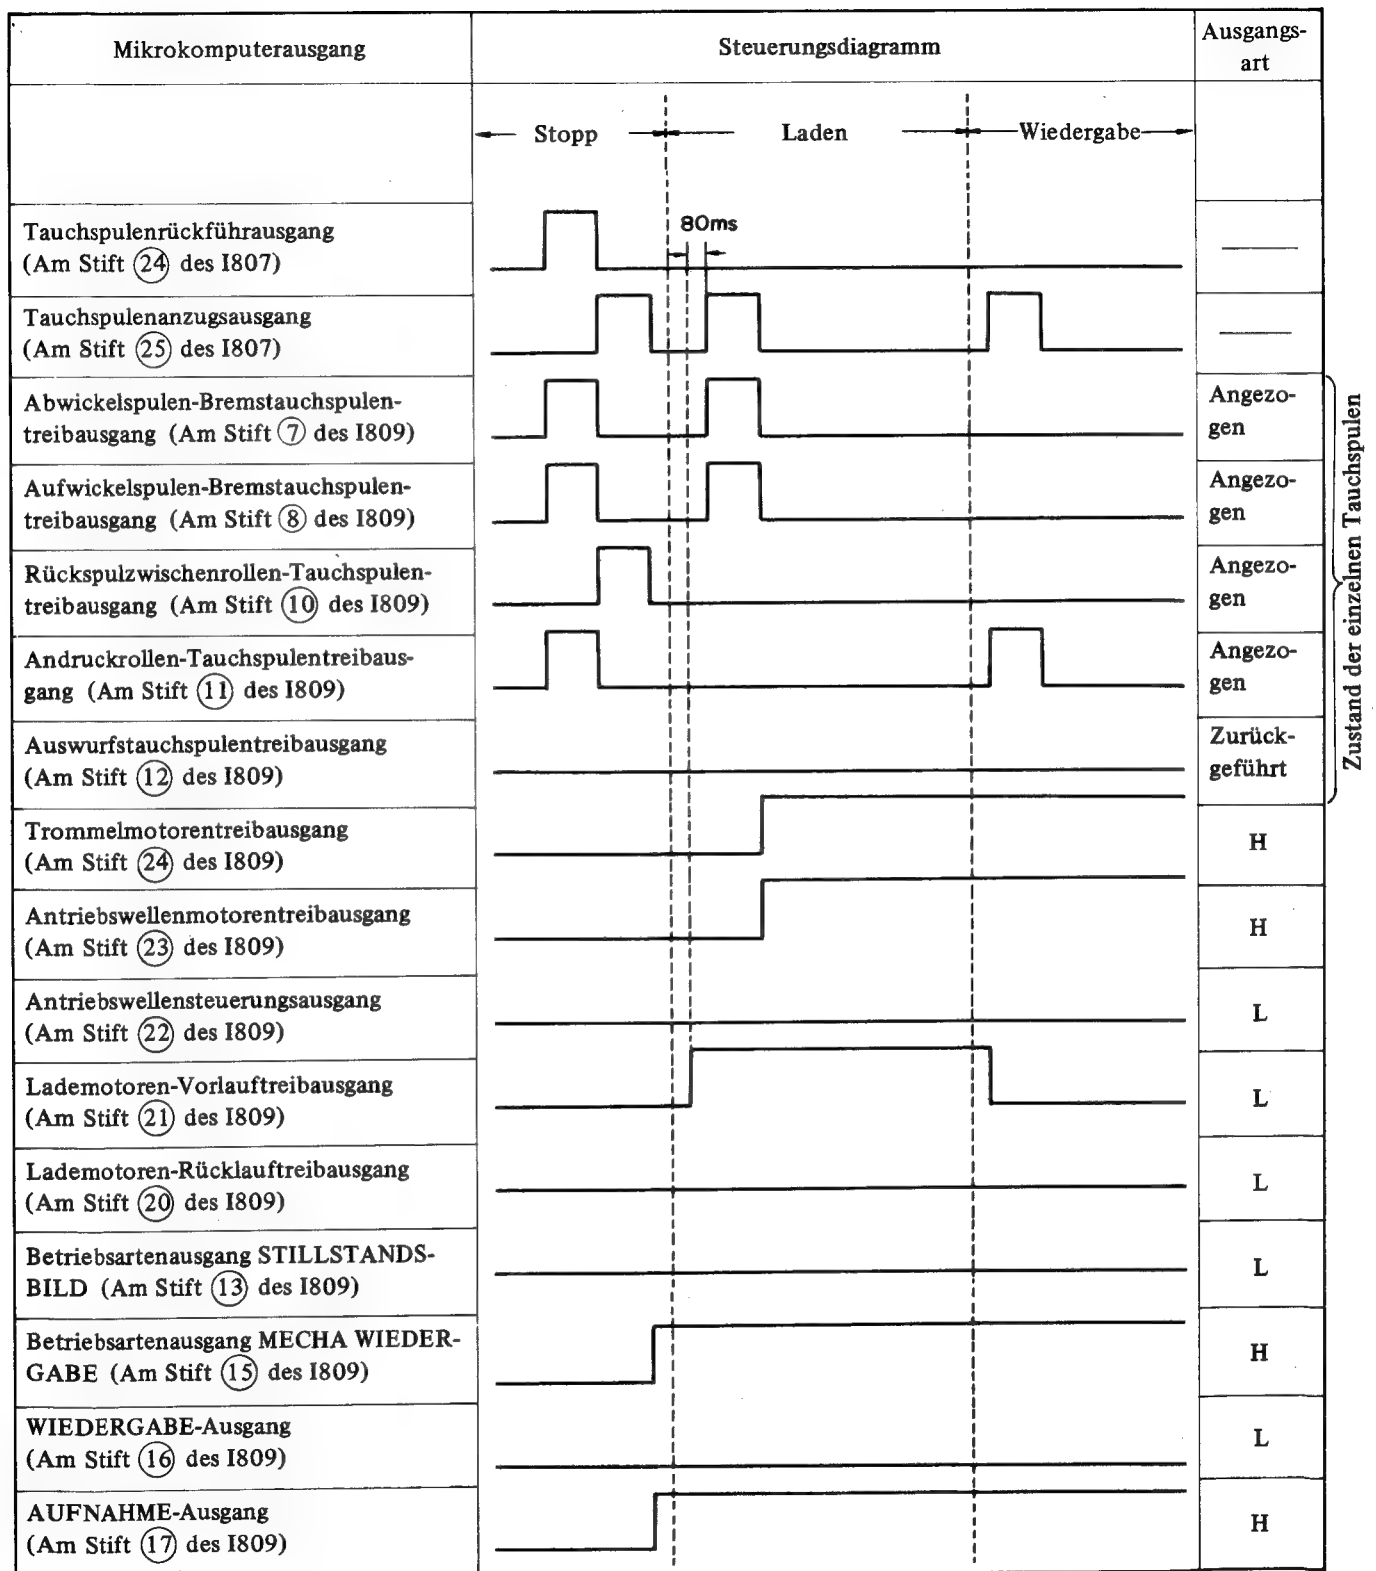 Mikrokomputerausgang
Steuerungsdiagramm
Ausgangs-
art
Stopp
Laden
Wiedergabe
80ms
Tauchspulenrückführausgang
(Am Stift 24 des I807)
Tauchspulenanzugsausgang
(Am Stift 25 des I807)
Abwickelspulen-Bremstauchspulen-
treibausgang (Am Stift 7 des I809)
Angezo-
gen
Aufwickelspulen-Bremstauchspulen-
treibausgang (Am Stift 8 des I809)
Angezo-
gen
Rückspulzwischenrollen-Tauchspulen-
treibausgang (Am Stift 10 des I809)
Angezo-
gen
Andruckrollen-Tauchspulentreibaus-
gang (Am Stift 11 des I809)
Angezo-
gen
Auswurfstauchspulentreibausgang
(Am Stift 12 des I809)
Zurück-
geführt
Zustand der einzelnen Tauchspulen
Trommelmotorentreibausgang
(Am Stift 24 des I809)
H
Antriebswellenmotorentreibausgang
(Am Stift 23 des I809)
H
Antriebswellensteuerungsausgang
(Am Stift 22 des I809)
L
Lademotoren-Vorlauftreibausgang
(Am Stift 21 des I809)
L
Lademotoren-Rücklauftreibausgang
(Am Stift 20 des I809)
L
Betriebsartenausgang STILLSTANDS-
BILD (Am Stift 13 des I809)
L
Betriebsartenausgang MECHA WIEDER-
GABE (Am Stift 15 des I809)
H
WIEDERGABE-Ausgang
(Am Stift 16 des I809)
L
AUFNAHME-Ausgang
(Am Stift 17 des I809)
H